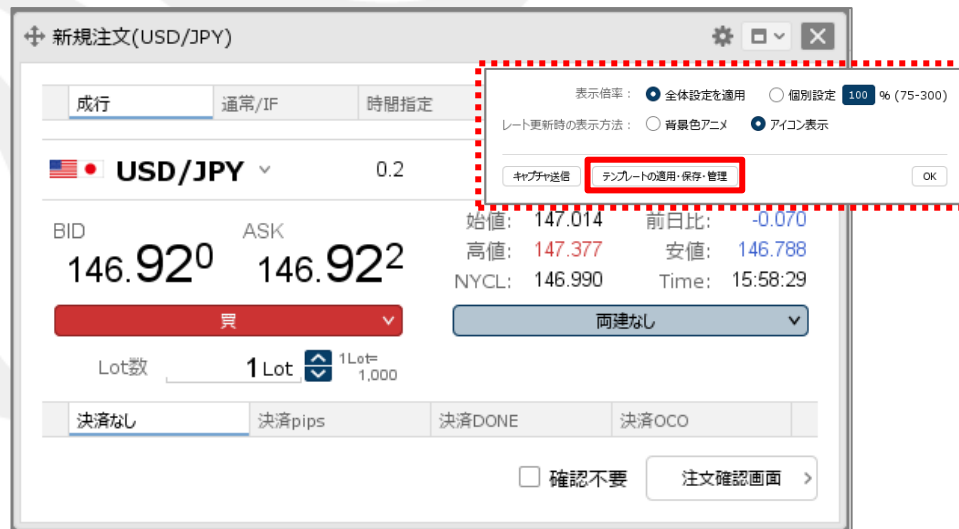 新規注文(USD/JPY)
成行 通常/IF 時間指定
表示倍率： 全体設定を適用 個別設定 100 % (75-300)
レート更新時の表示方法： 背景色アニメ アイコン表示
キャプチャ送信 テンプレートの適用・保存・管理 OK
USD/JPY 0.2
BID ASK
146.920 146.922
始値: 147.014 前日比: -0.070
高値: 147.377 安値: 146.788
NYCL: 146.990 Time: 15:58:29
買 両建なし
Lot数 1 Lot 1Lot=
1,000
決済なし 決済pips 決済DONE 決済OCO
確認不要 注文確認画面